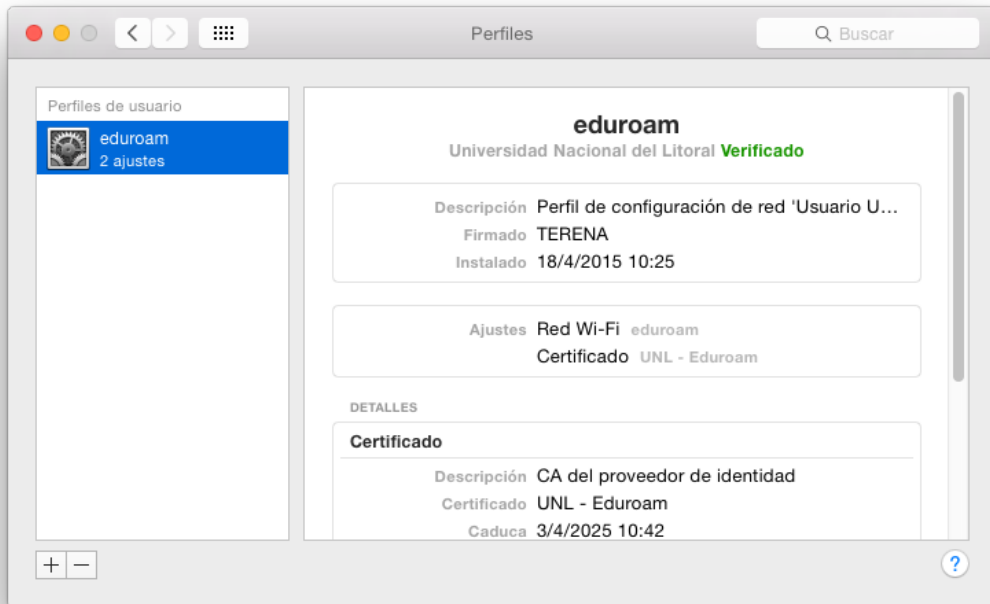 Perfiles
Buscar
Perfiles de usuario
eduroam
2 ajustes
eduroam
Universidad Nacional del Litoral Verificado
Descripción Perfil de configuración de red 'Usuario U...
Firmado TERENA
Instalado 18/4/2015 10:25
Ajustes Red Wi-Fi eduroam
Certificado UNL - Eduroam
DETALLES
Certificado
Descripción CA del proveedor de identidad
Certificado UNL - Eduroam
Caduca 3/4/2025 10:42
+ −
?